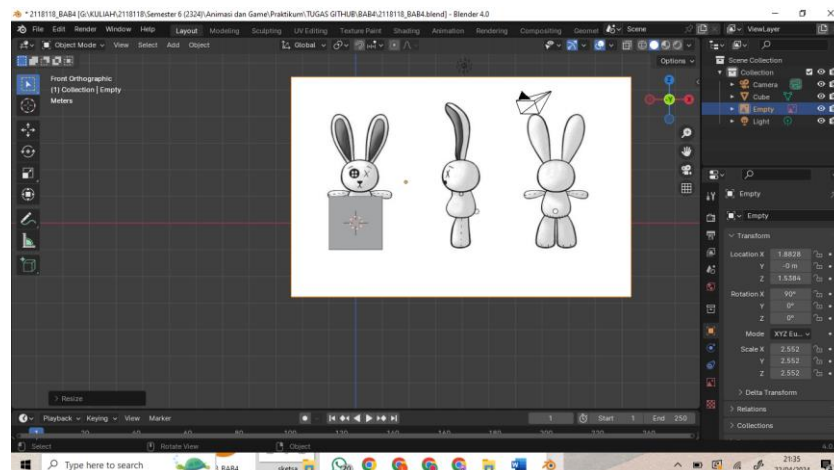 * 2118118_BAB4 [G:\KULIAH\2118118\Semester 6 (2324)\Animasi dan Game\Praktikum\TUGAS GITHUB\BAB4\2118118_BAB4.blend] - Blender 4.0
File Edit Render Window Help Layout Modeling Sculpting UV Editing Texture Paint Shading Animation Rendering Compositing Geomet Scene ViewLayer
Object Mode View Select Add Object Global
Options
Front Orthographic
(1) Collection | Empty
Meters
Z
Y
X
Scene Collection
Collection
Camera
Cube
Empty
Light
Empty
Empty
Transform
Location X 1.8828
Y -0 m
Z 1.5384
Rotation X 90°
Y 0°
Z 0°
Mode XYZ Eu...
Scale X 2.552
Y 2.552
Z 2.552
Delta Transform
Relations
Collections
Resize
Playback Keying View Marker 1 Start 1 End 250
Select Rotate View Object 4.0
Type here to search BAB4 sketsa 21:35